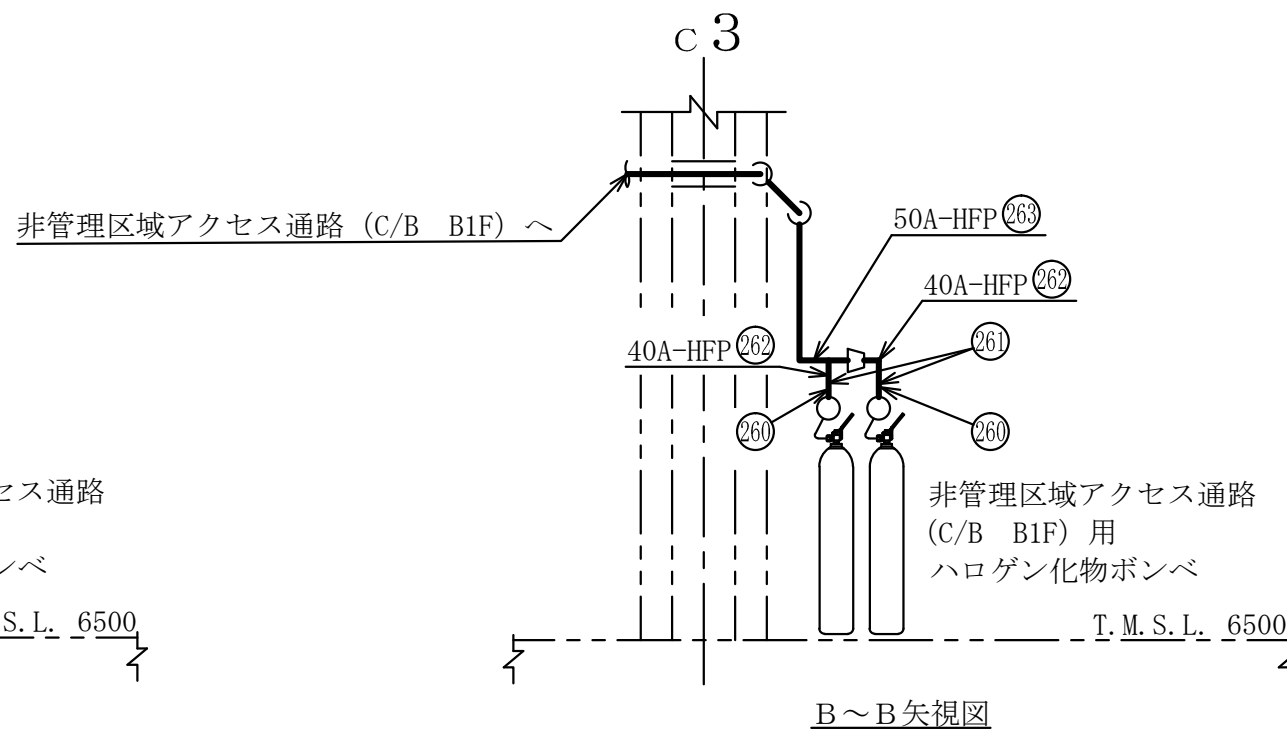 c 3
非管理区域アクセス通路 (C/B B1F) へ
50A-HFP 263
40A-HFP 262
40A-HFP 262
261
260
260
セス通路
ンベ
S.L. 6500
非管理区域アクセス通路
(C/B B1F) 用
ハロゲン化物ボンベ
T.M.S.L. 6500
B~B矢視図